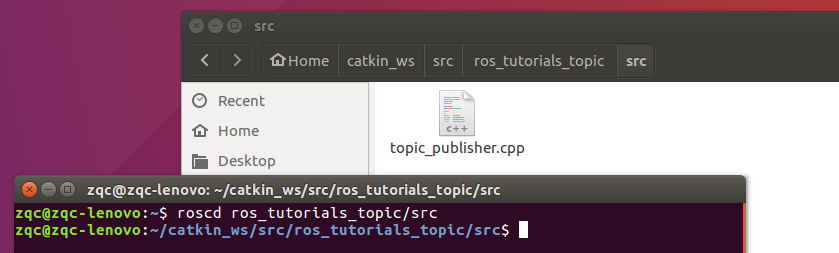 src
Home catkin_ws src ros_tutorials_topic src
Recent
Home
Desktop
c++
topic_publisher.cpp
zqc@zqc-lenovo: ~/catkin_ws/src/ros_tutorials_topic/src
zqc@zqc-lenovo:~$ roscd ros_tutorials_topic/src
zqc@zqc-lenovo:~/catkin_ws/src/ros_tutorials_topic/src$